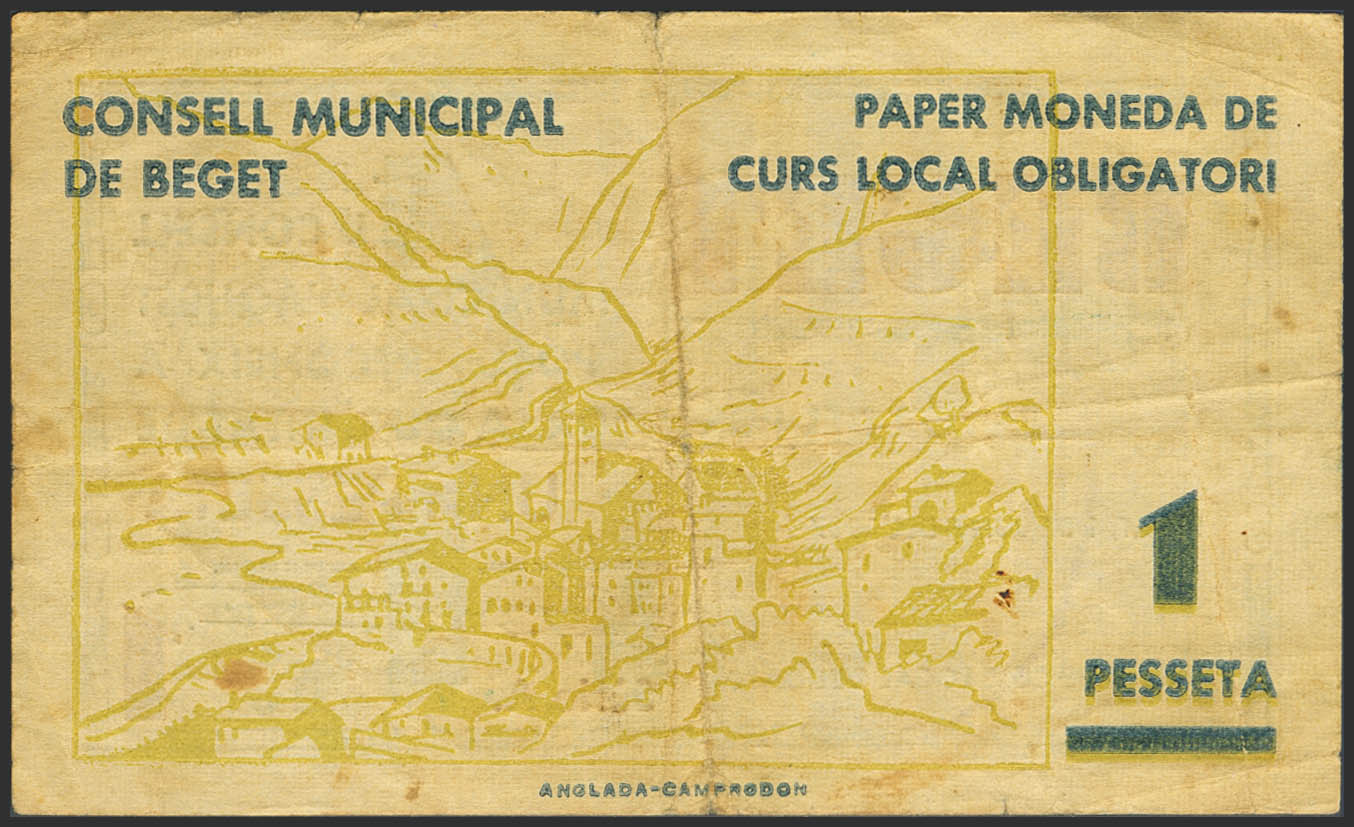 CONSELL MUNICIPAL
DE BEGET
PAPER MONEDA DE
CURS LOCAL OBLIGATORI
1
PESSETA
ANGLADA-CAMPRODON